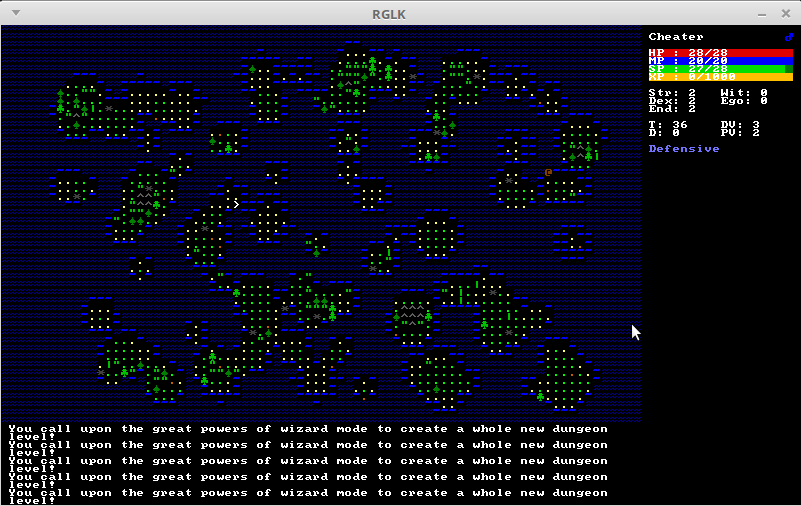 RGLK
Cheater
HP : 28/28
MP : 20/20
SP : 27/28
XP : 0/1000
Str: 2 Wit: 0
Dex: 2 Ego: 0
End: 2
T: 36 DV: 3
D: 0 PV: 2
Defensive
You call upon the great powers of wizard mode to create a whole new dungeon
level!
You call upon the great powers of wizard mode to create a whole new dungeon
level!
You call upon the great powers of wizard mode to create a whole new dungeon
level!
You call upon the great powers of wizard mode to create a whole new dungeon
level!
You call upon the great powers of wizard mode to create a whole new dungeon
level!